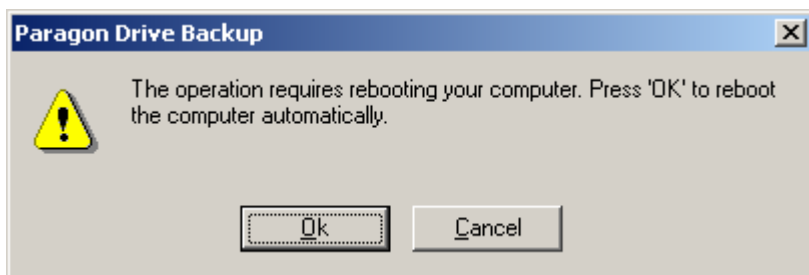 Paragon Drive Backup
The operation requires rebooting your computer. Press 'OK' to reboot
the computer automatically.
Ok
Cancel